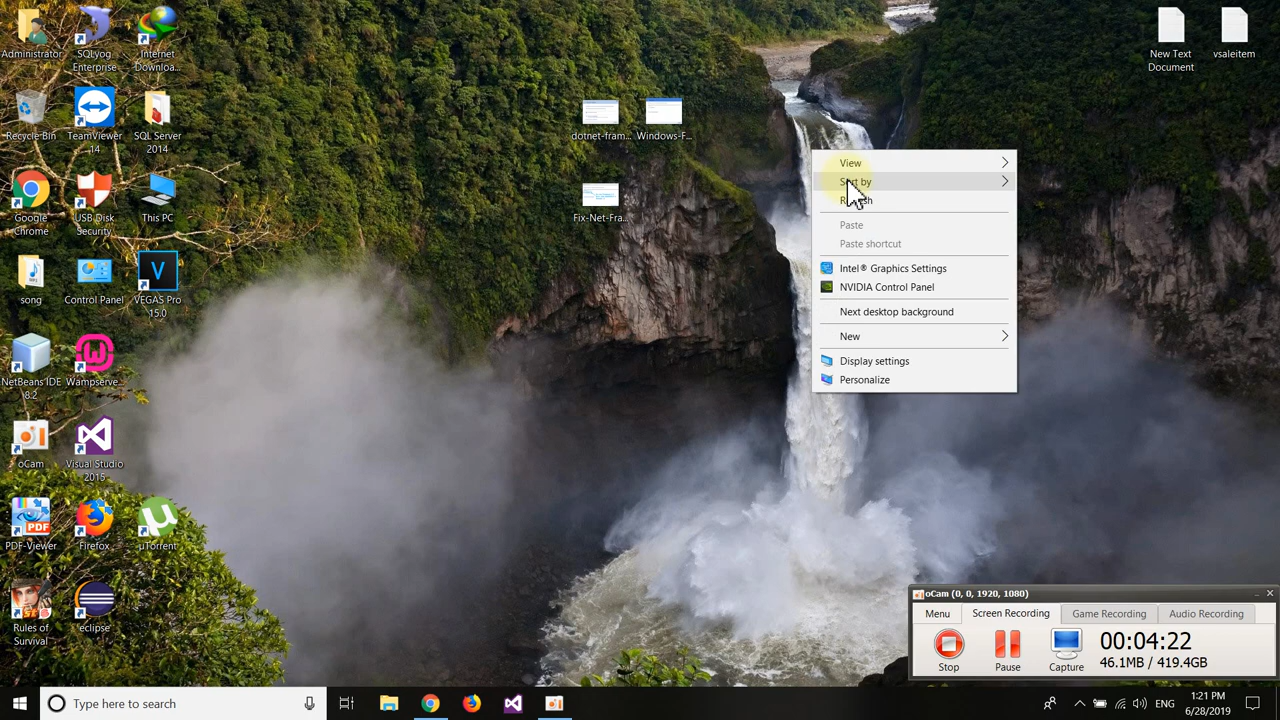 Administrator
SQLyog
Enterprise
Internet
Downloa...
Recycle Bin
TeamViewer
14
SQL Server
2014
Google
Chrome
USB Disk
Security
This PC
song
Control Panel
VEGAS Pro
15.0
NetBeans IDE
8.2
Wampserve...
oCam
Visual Studio
2015
PDF-Viewer
Firefox
uTorrent
Rules of
Survival
eclipse
dotnet-fram...
Windows-F...
Fix-Net-Fra...
New Text
Document
vsaleitem
View
Sort by
Paste
Paste shortcut
Intel® Graphics Settings
NVIDIA Control Panel
Next desktop background
New
Display settings
Personalize
oCam (0, 0, 1920, 1080)
Menu
Screen Recording
Game Recording
Audio Recording
Stop
Pause
Capture
00:04:22
46.1MB / 419.4GB
Type here to search
ENG
1:21 PM
6/28/2019